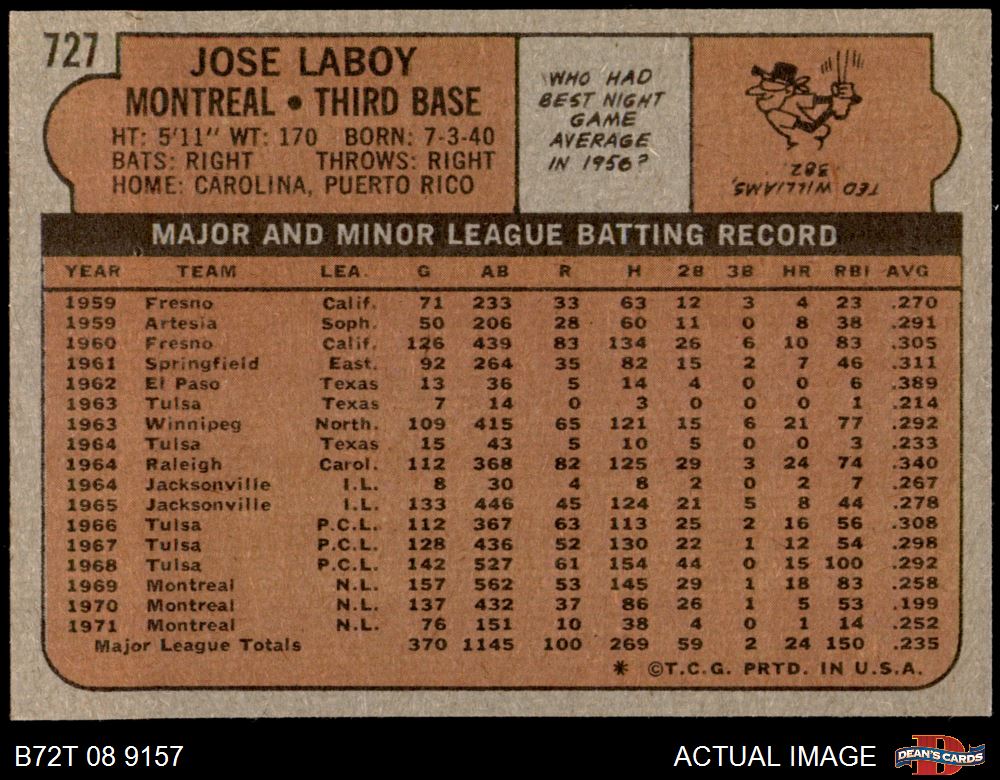 727
JOSE LABOY
MONTREAL • THIRD BASE
HT: 5'11" WT: 170 BORN: 7-3-40
BATS: RIGHT THROWS: RIGHT
HOME: CAROLINA, PUERTO RICO
WHO HAD
BEST NIGHT
GAME
AVERAGE
IN 1956?
TED WILLIAMS,
.382
MAJOR AND MINOR LEAGUE BATTING RECORD
YEAR TEAM LEA. G AB R H 2B 3B HR RBI AVG
1959 Fresno Calif. 71 233 33 63 12 3 4 23 .270
1959 Artesia Soph. 50 206 28 60 11 0 8 38 .291
1960 Fresno Calif. 126 439 83 134 26 6 10 83 .305
1961 Springfield East. 92 264 35 82 15 2 7 46 .311
1962 El Paso Texas 13 36 5 14 4 0 0 6 .389
1963 Tulsa Texas 7 14 0 3 0 0 0 1 .214
1963 Winnipeg North. 109 415 65 121 15 6 21 77 .292
1964 Tulsa Texas 15 43 5 10 5 0 0 3 .233
1964 Raleigh Carol. 112 368 82 125 29 3 24 74 .340
1964 Jacksonville I.L. 8 30 4 8 2 0 2 7 .267
1965 Jacksonville I.L. 133 446 45 124 21 5 8 44 .278
1966 Tulsa P.C.L. 112 367 63 113 25 2 16 56 .308
1967 Tulsa P.C.L. 128 436 52 130 22 1 12 54 .298
1968 Tulsa P.C.L. 142 527 61 154 44 0 15 100 .292
1969 Montreal N.L. 157 562 53 145 29 1 18 83 .258
1970 Montreal N.L. 137 432 37 86 26 1 5 53 .199
1971 Montreal N.L. 76 151 10 38 4 0 1 14 .252
Major League Totals 370 1145 100 269 59 2 24 150 .235
* ©T.C.G. PRTD. IN U.S.A.
B72T 08 9157
ACTUAL IMAGE
D
DEAN'S CARDS